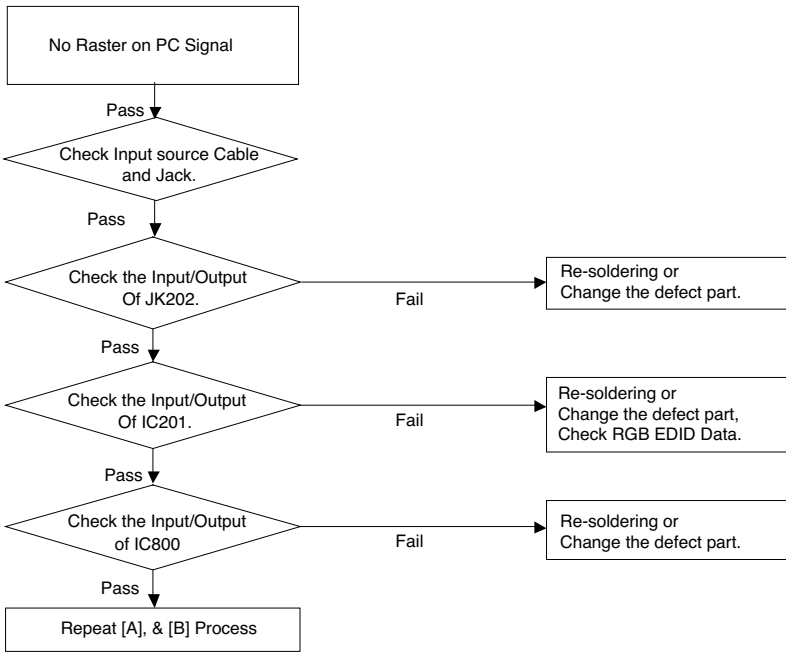 No Raster on PC Signal
Pass
Check Input source Cable
and Jack.
Pass
Check the Input/Output
Of JK202.
Fail
Re-soldering or
Change the defect part.
Pass
Check the Input/Output
Of IC201.
Fail
Re-soldering or
Change the defect part,
Check RGB EDID Data.
Pass
Check the Input/Output
of IC800
Fail
Re-soldering or
Change the defect part.
Pass
Repeat [A], & [B] Process